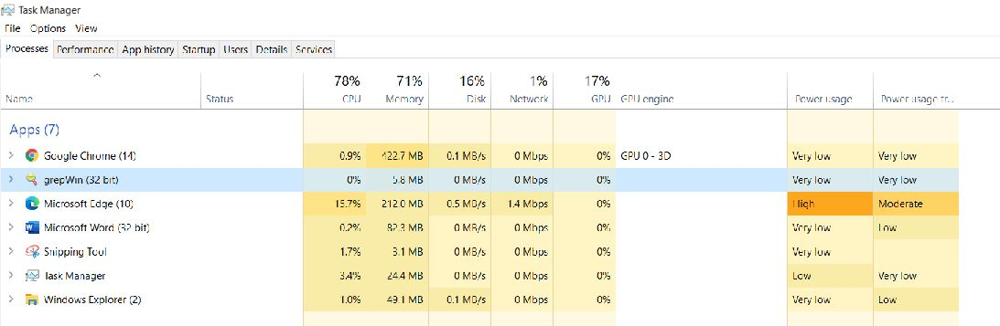 Task Manager
File Options View
Processes Performance App history Startup Users Details Services
78% 71% 16% 1% 17%
Name Status CPU Memory Disk Network GPU GPU engine Power usage Power usage tr...
Apps (7)
Google Chrome (14) 0.9% 422.7 MB 0.1 MB/s 0 Mbps 0% GPU 0 - 3D Very low Very low
grepWin (32 bit) 0% 5.8 MB 0 MB/s 0 Mbps 0% Very low Very low
Microsoft Edge (10) 15.7% 212.0 MB 0.5 MB/s 1.4 Mbps 0% High Moderate
Microsoft Word (32 bit) 0.2% 82.3 MB 0 MB/s 0 Mbps 0% Very low Low
Snipping Tool 1.7% 3.1 MB 0 MB/s 0 Mbps 0% Very low
Task Manager 3.4% 24.4 MB 0 MB/s 0 Mbps 0% Low Very low
Windows Explorer (2) 1.0% 49.1 MB 0.1 MB/s 0 Mbps 0% Very low Low